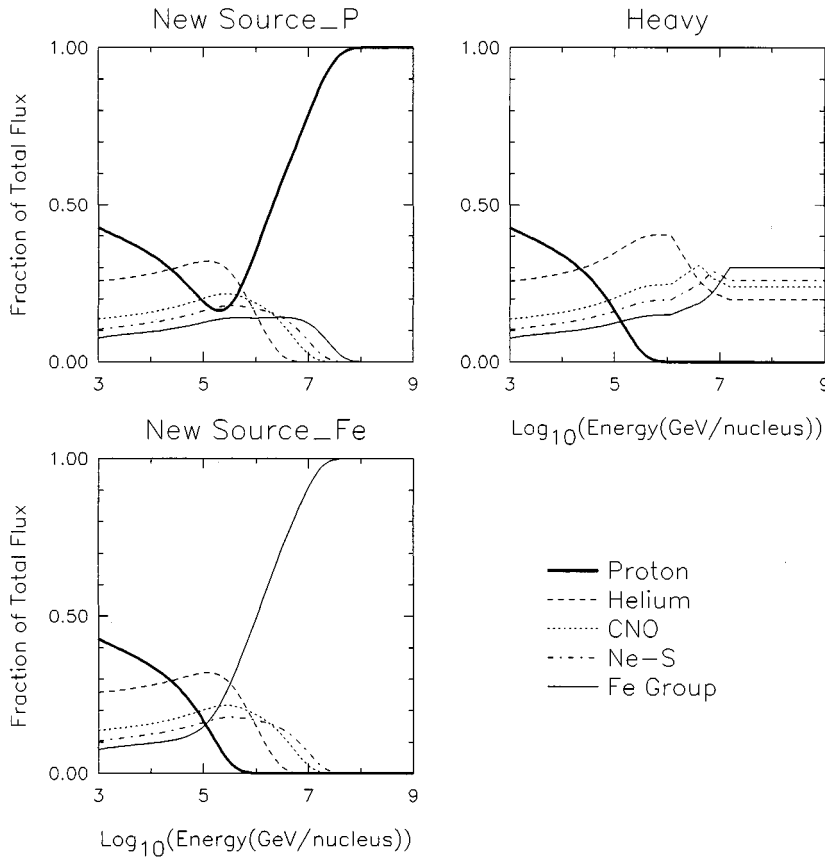 New Source_P
Fraction of Total Flux
1.00
0.50
0.00
3 5 7 9
Heavy
1.00
0.50
0.00
3 5 7 9
Log10(Energy(GeV/nucleus))
New Source_Fe
Fraction of Total Flux
1.00
0.50
0.00
3 5 7 9
Log10(Energy(GeV/nucleus))
Proton
Helium
CNO
Ne-S
Fe Group